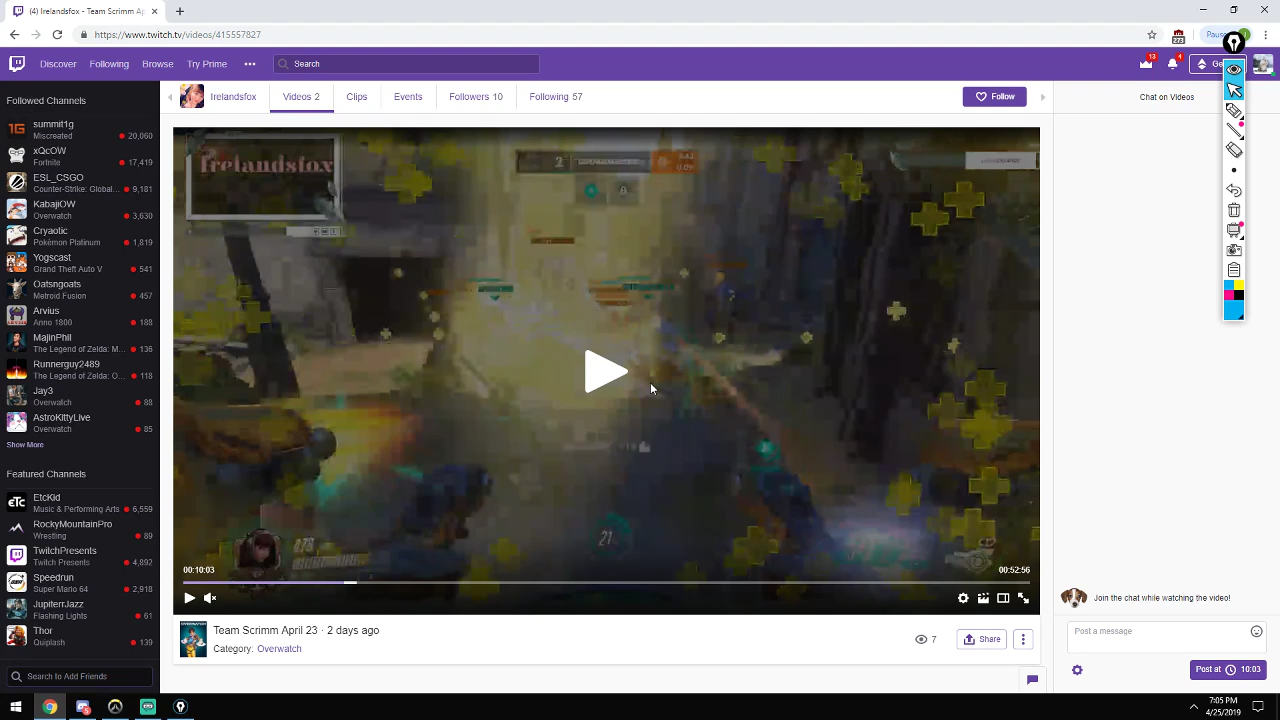 (4) Irelandsfox - Team Scrimm Ap
https://www.twitch.tv/videos/415557827
Discover Following Browse Try Prime Search 13 4
Followed Channels
summit1g
Miscreated 20,060
xQcOW
Fortnite 17,419
ESL_CSGO
Counter-Strike: Global... 9,181
KabajiOW
Overwatch 3,630
Cryaotic
Pokémon Platinum 1,819
Yogscast
Grand Theft Auto V 541
Oatsngoats
Metroid Fusion 457
Arvius
Anno 1800 188
MajinPhil
The Legend of Zelda: M... 136
Runnerguy2489
The Legend of Zelda: O... 118
Jay3
Overwatch 88
AstroKittyLive
Overwatch 85
Show More
Featured Channels
EtcKid
Music & Performing Arts 6,559
RockyMountainPro
Wrestling 89
TwitchPresents
Twitch Presents 4,892
Speedrun
Super Mario 64 2,918
JupiterrJazz
Flashing Lights 61
Thor
Quiplash 139
Search to Add Friends
Irelandsfox Videos 2 Clips Events Followers 10 Following 57 Follow
Irelandsfox
2
21
00:10:03 00:52:56
Team Scrimm April 23 · 2 days ago
Category: Overwatch
7 Share
Chat on Videos
Join the chat while watching the video!
Post a message
Post at 10:03
7:05 PM
4/25/2019